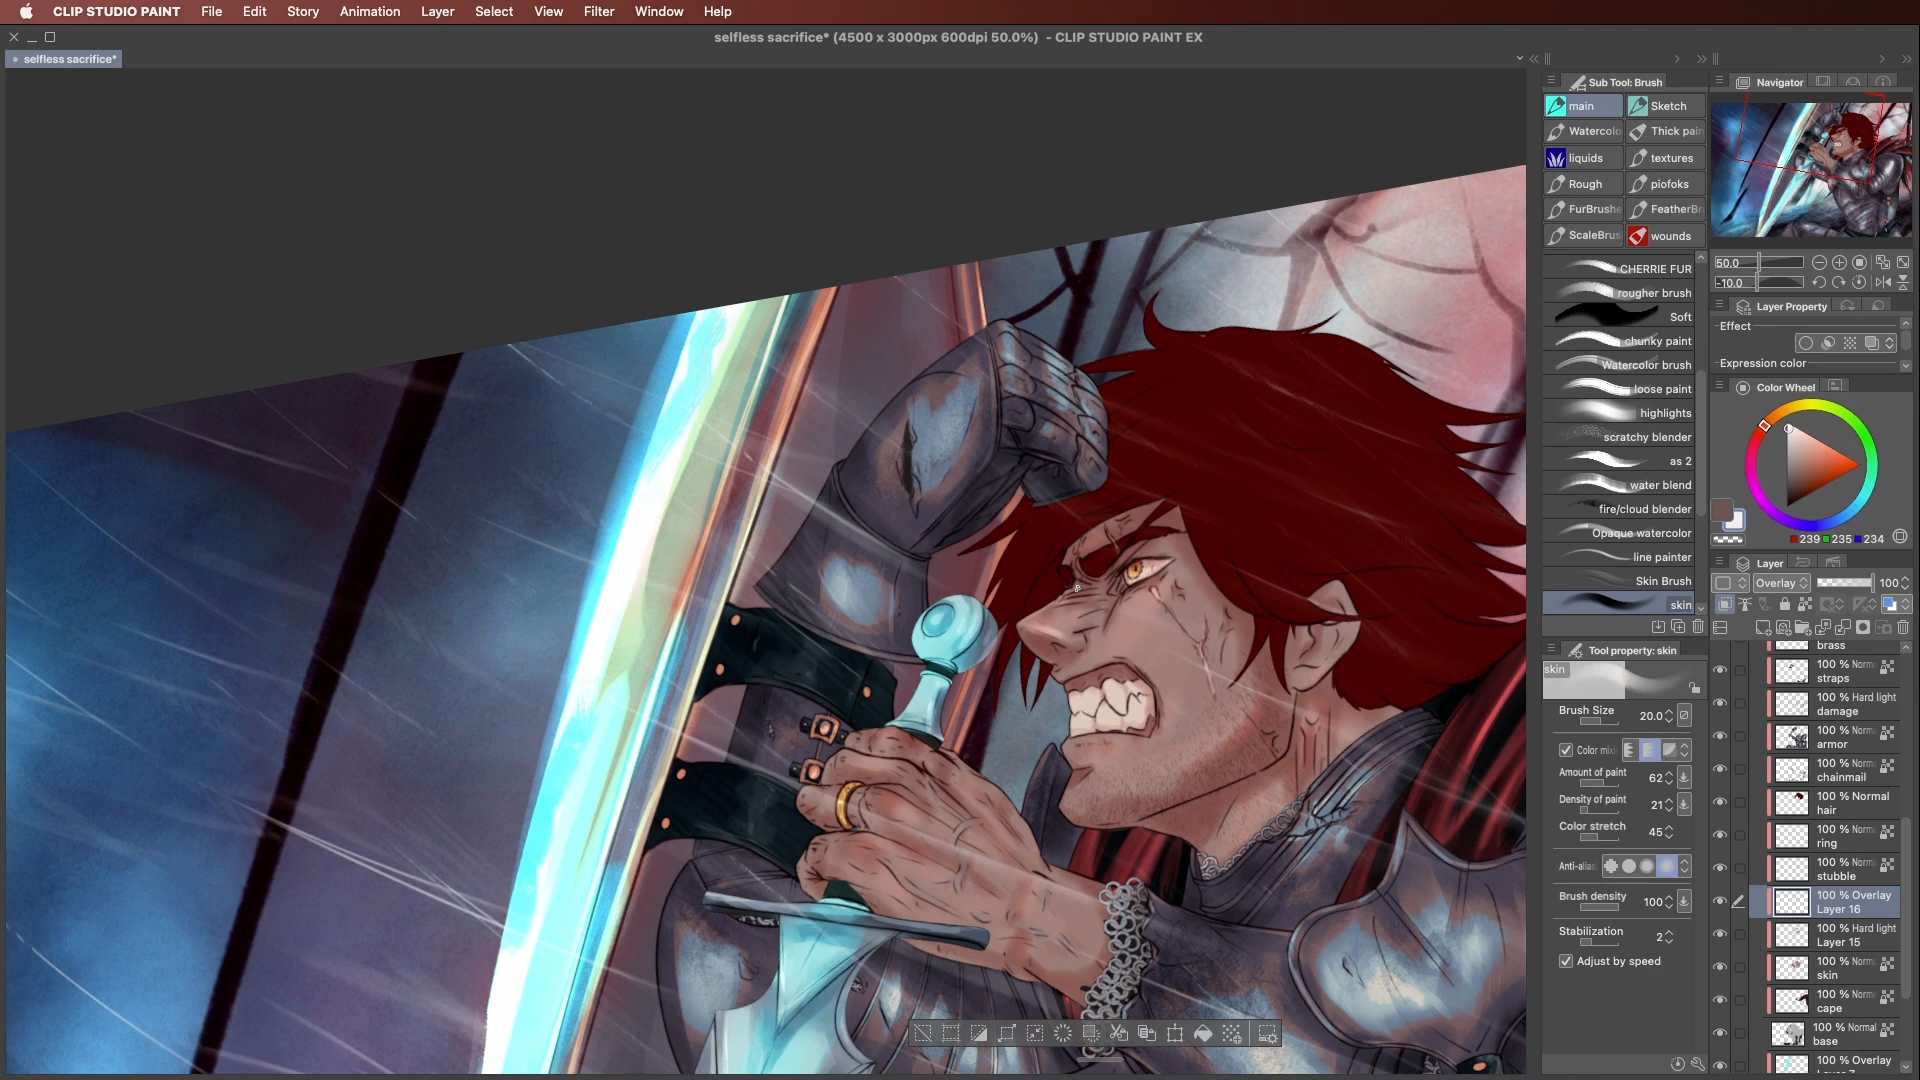 CLIP STUDIO PAINT File Edit Story Animation Layer Select View Filter Window Help
selfless sacrifice* (4500 x 3000px 600dpi 50.0%) - CLIP STUDIO PAINT EX
selfless sacrifice*
Sub Tool: Brush
main Sketch
Watercolo Thick pain
liquids textures
Rough piofoks
FurBrushe FeatherBr
ScaleBrus wounds
CHERRIE FUR
rougher brush
Soft
chunky paint
Watercolor brush
loose paint
highlights
scratchy blender
as 2
water blend
fire/cloud blender
Opaque watercolor
line painter
Skin Brush
skin
Tool property: skin
skin
Brush Size 20.0
Color mixi
Amount of paint 62
Density of paint 21
Color stretch 45
Anti-alias
Brush density 100
Stabilization 2
Adjust by speed
Navigator
50.0
-10.0
Layer Property
Effect
Expression color
Color Wheel
239 235 234
Layer
Overlay 100
brass
100 % Norm
straps
100 % Hard light
damage
100 % Norm
armor
100 % Norm
chainmail
100 % Normal
hair
100 % Norm
ring
100 % Norm
stubble
100 % Overlay
Layer 16
100 % Hard light
Layer 15
100 % Norm
skin
100 % Norm
cape
100 % Normal
base
100 % Overlay